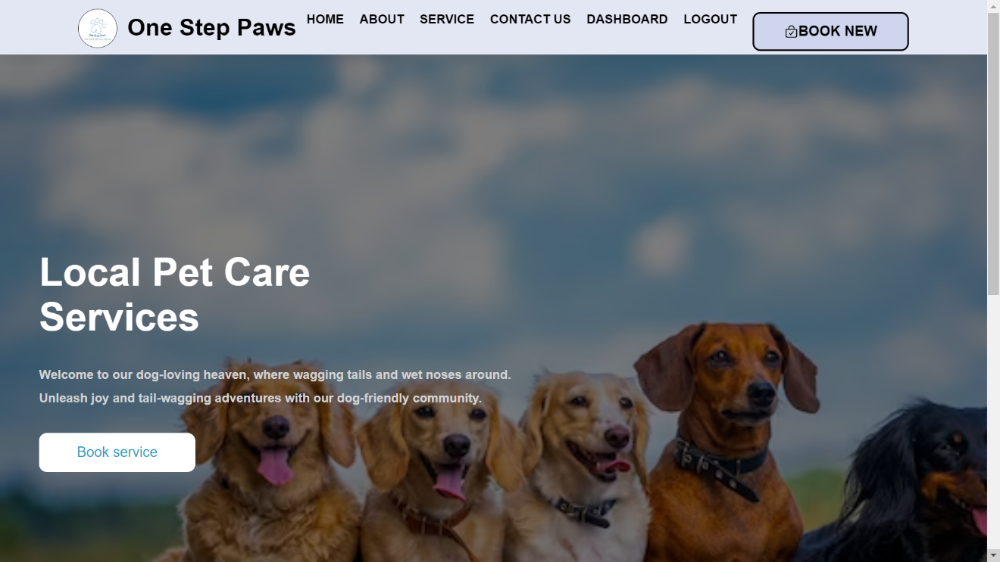 One Step Paws
HOME ABOUT SERVICE CONTACT US DASHBOARD LOGOUT
BOOK NEW
Local Pet Care
Services
Welcome to our dog-loving heaven, where wagging tails and wet noses around.
Unleash joy and tail-wagging adventures with our dog-friendly community.
Book service